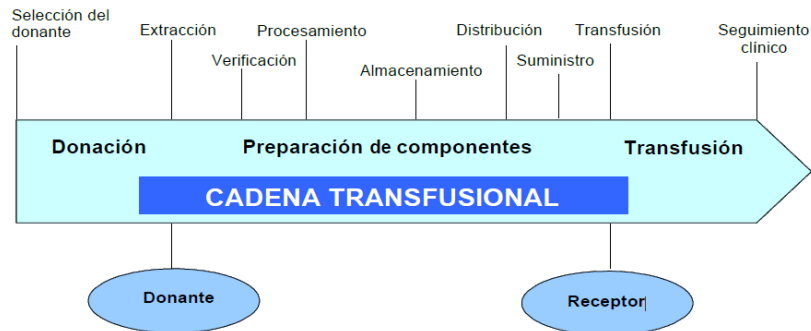 Selección del
donante
Extracción
Procesamiento
Distribución
Transfusión
Seguimiento
clínico
Verificación
Almacenamiento
Suministro
Donación
Preparación de componentes
Transfusión
CADENA TRANSFUSIONAL
Donante
Receptor